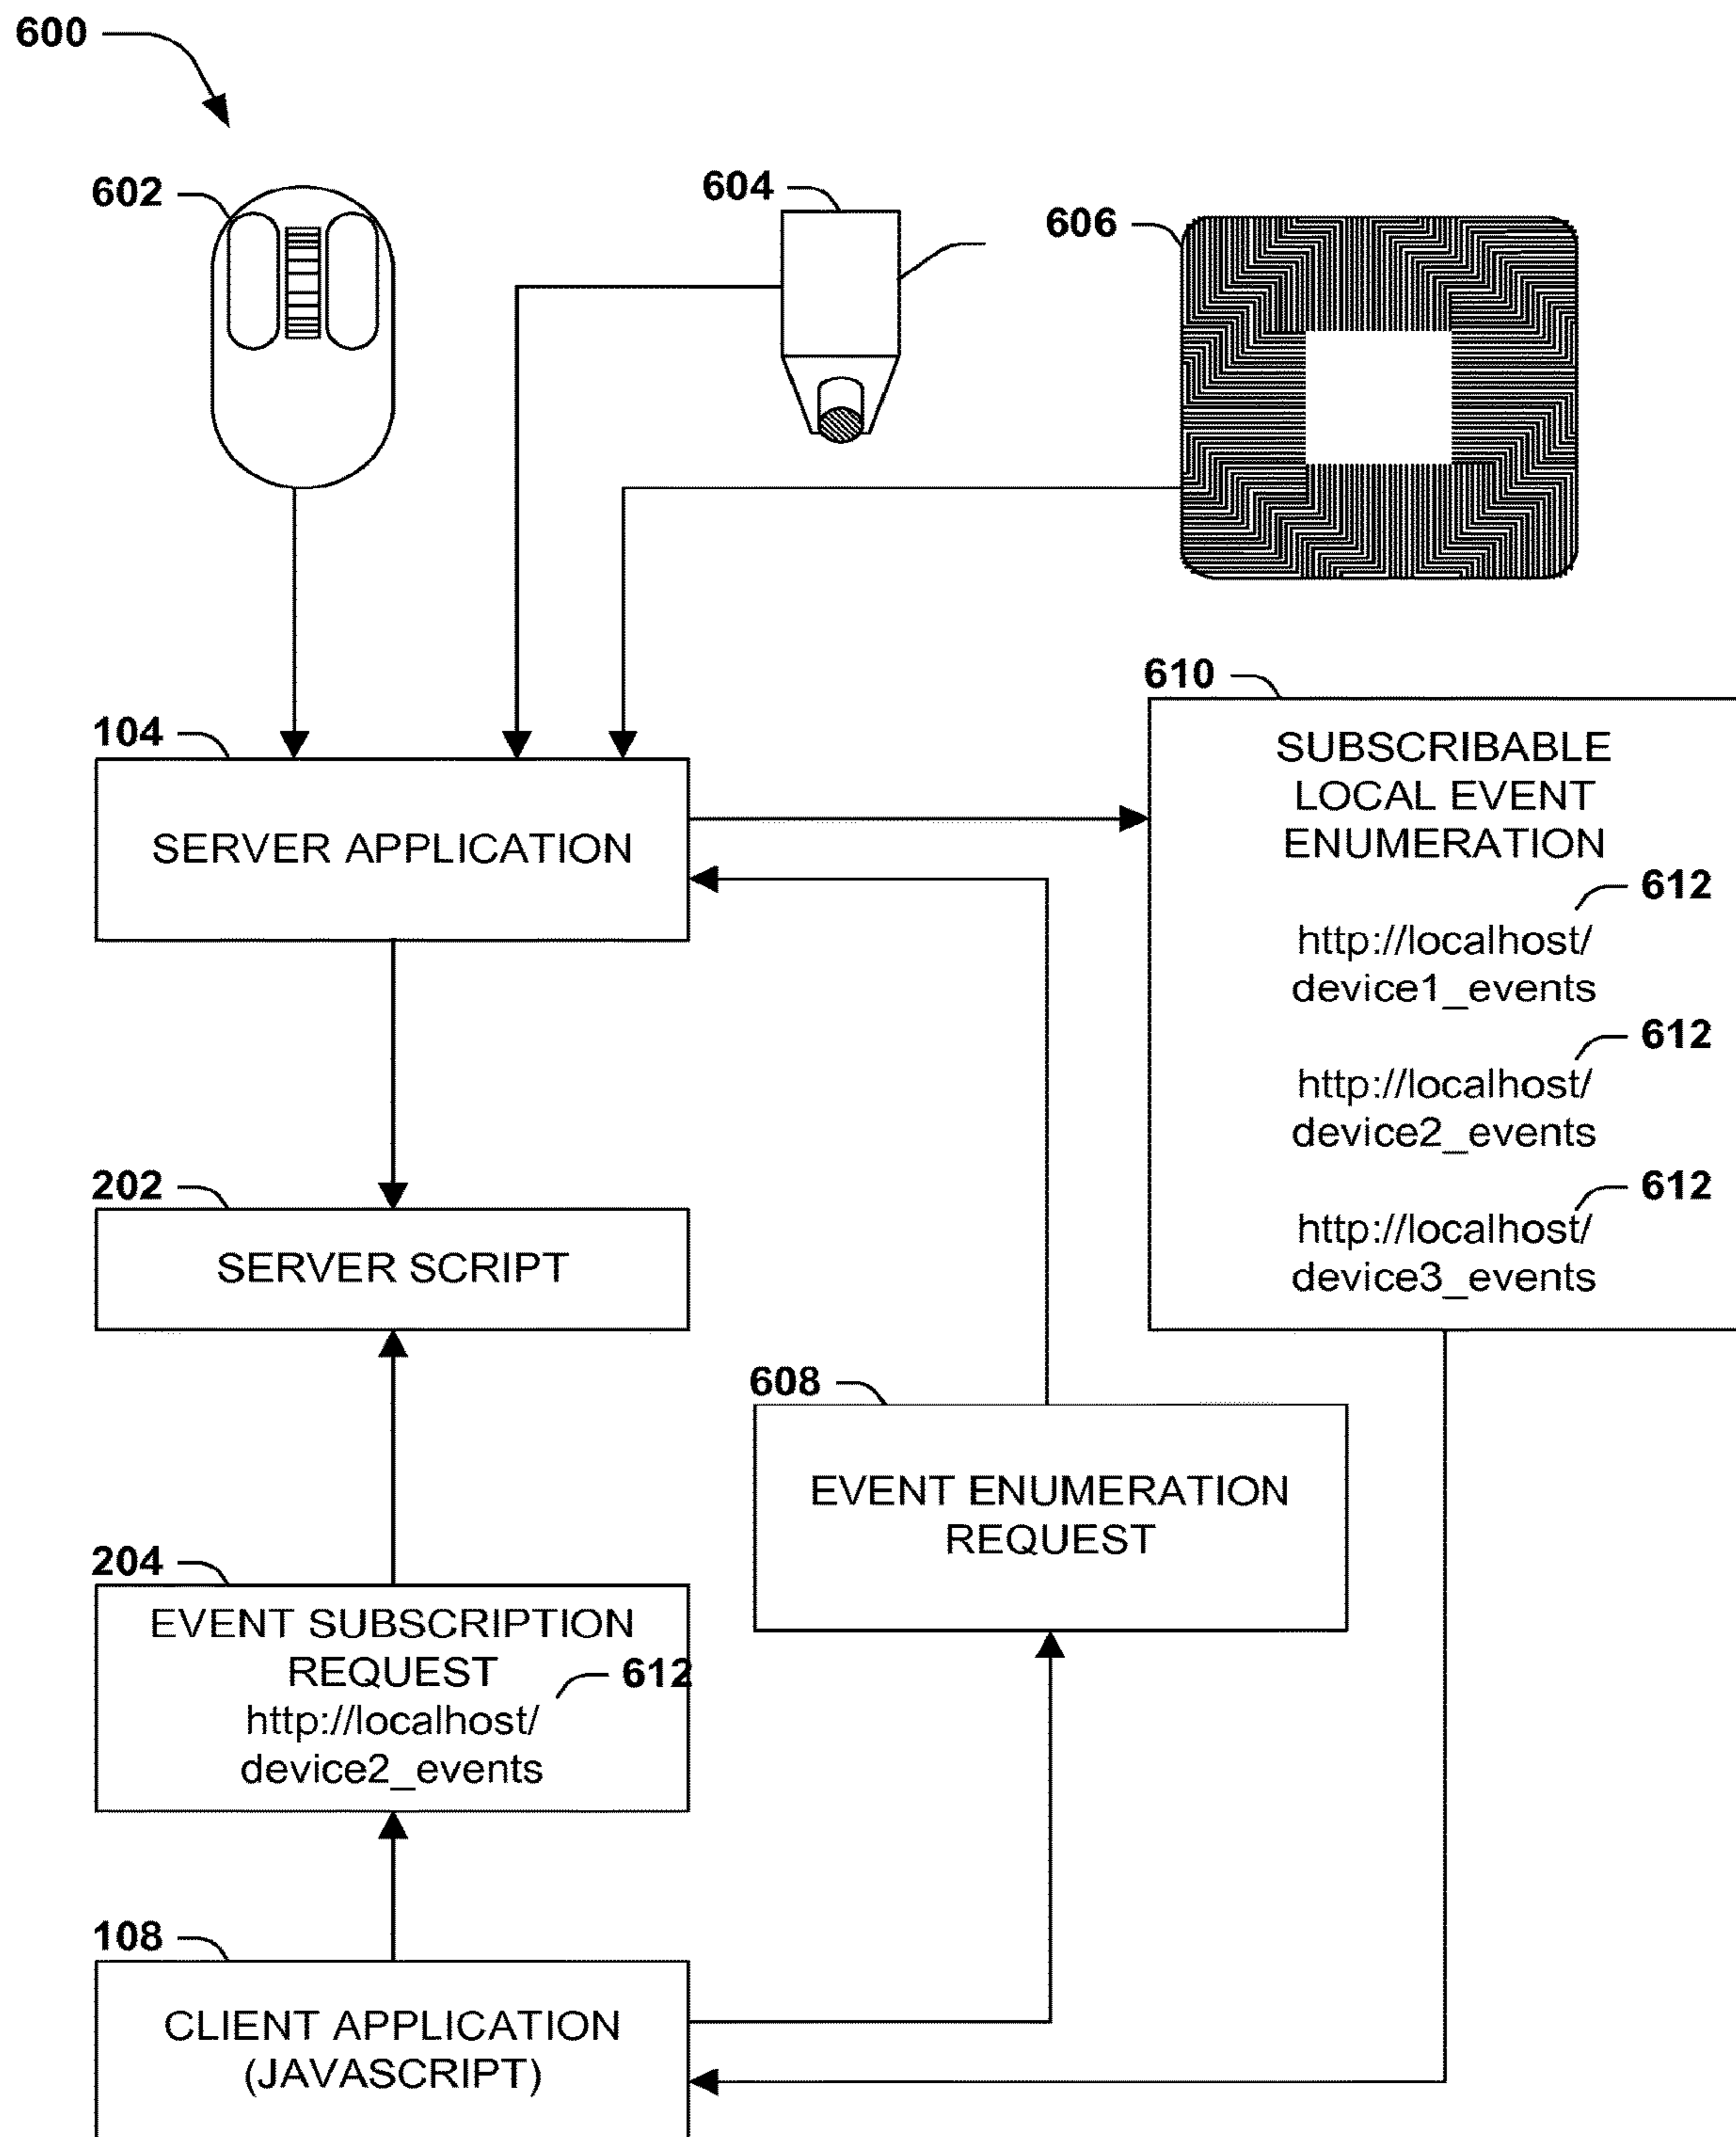 600
602
604
606
104
SERVER APPLICATION
610
SUBSCRIBABLE
LOCAL EVENT
ENUMERATION
612
http://localhost/
device1_events
612
http://localhost/
device2_events
612
http://localhost/
device3_events
202
SERVER SCRIPT
608
EVENT ENUMERATION
REQUEST
204
EVENT SUBSCRIPTION
REQUEST
612
http://localhost/
device2_events
108
CLIENT APPLICATION
(JAVASCRIPT)